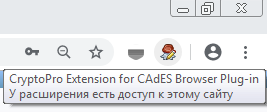 CryptoPro Extension for CAdES Browser Plug-in
У расширения есть доступ к этому сайту